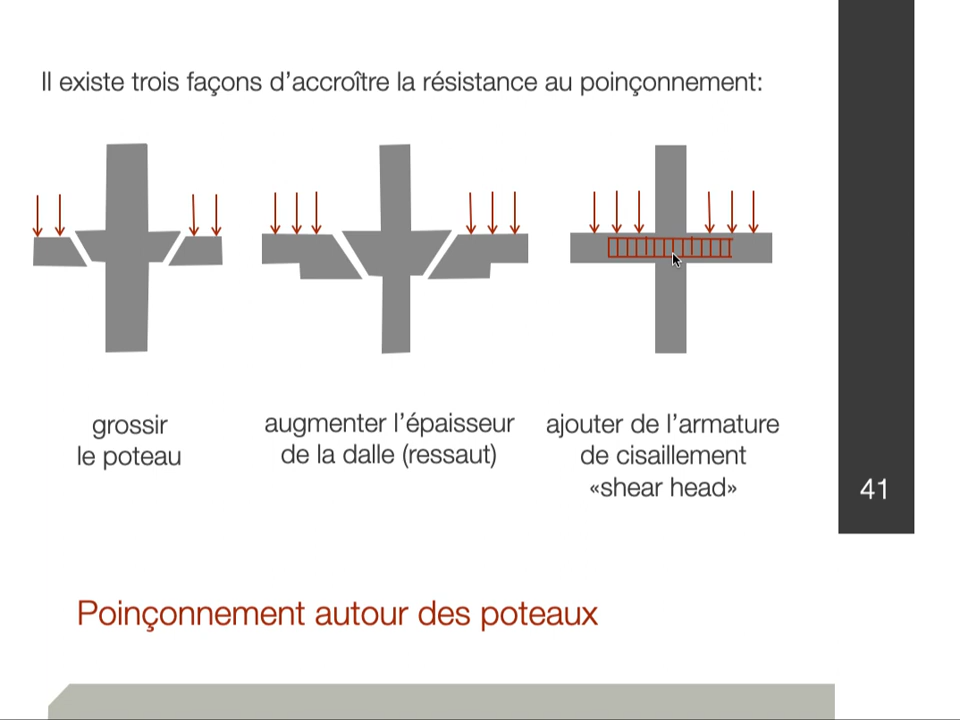 Il existe trois façons d’accroître la résistance au poinçonnement:
grossir
le poteau
augmenter l’épaisseur
de la dalle (ressaut)
ajouter de l’armature
de cisaillement
«shear head»
41
Poinçonnement autour des poteaux